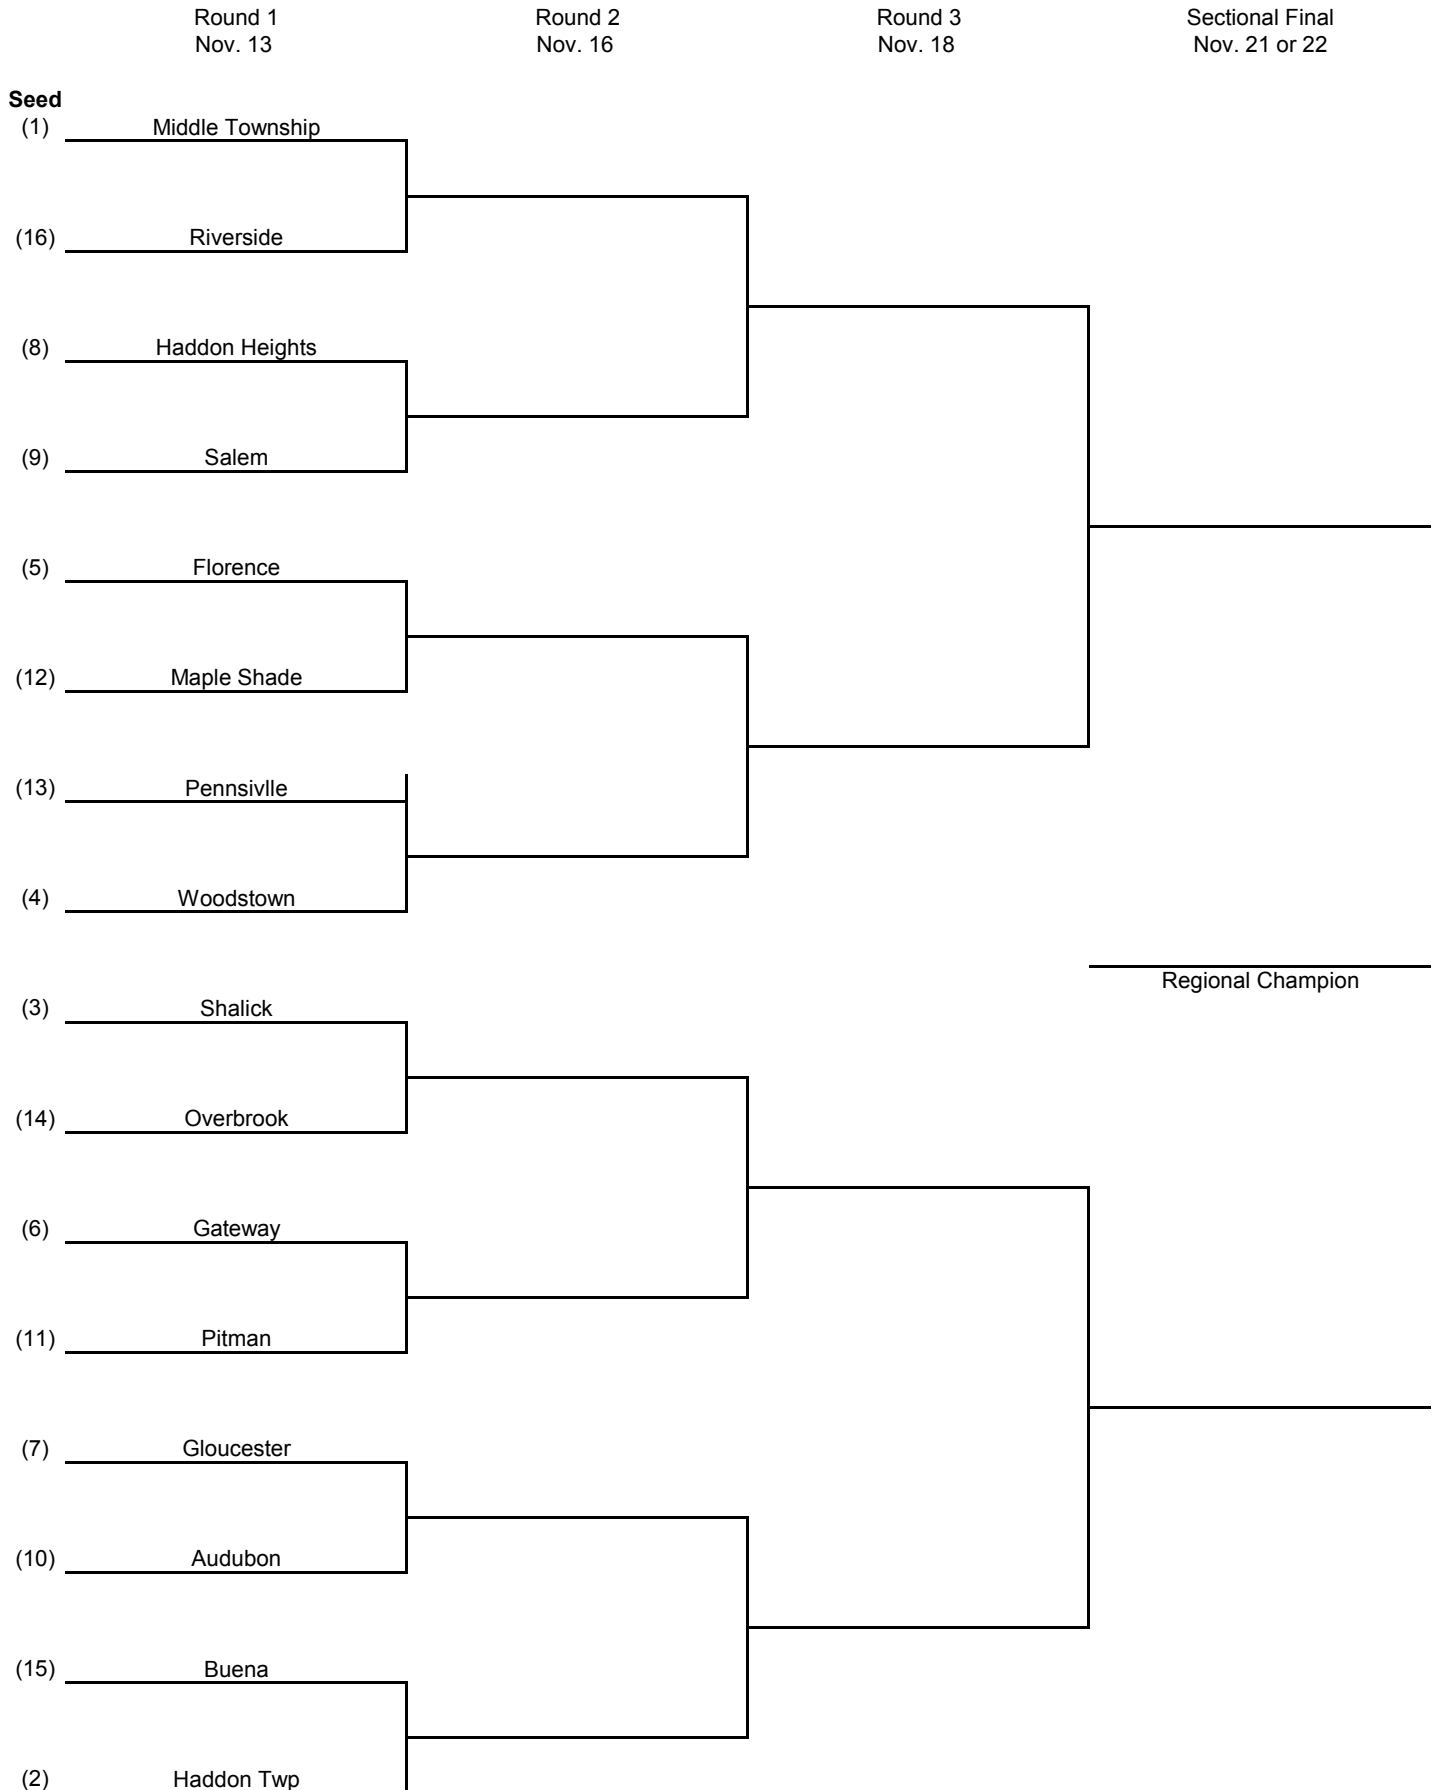 Round 1 Round 2 Round 3 Sectional Final
Nov. 13 Nov. 16 Nov. 18 Nov. 21 or 22
Seed
(1) Middle Township
(16) Riverside
(8) Haddon Heights
(9) Salem
(5) Florence
(12) Maple Shade
(13) Pennsivlle
(4) Woodstown
Regional Champion
(3) Shalick
(14) Overbrook
(6) Gateway
(11) Pitman
(7) Gloucester
(10) Audubon
(15) Buena
(2) Haddon Twp